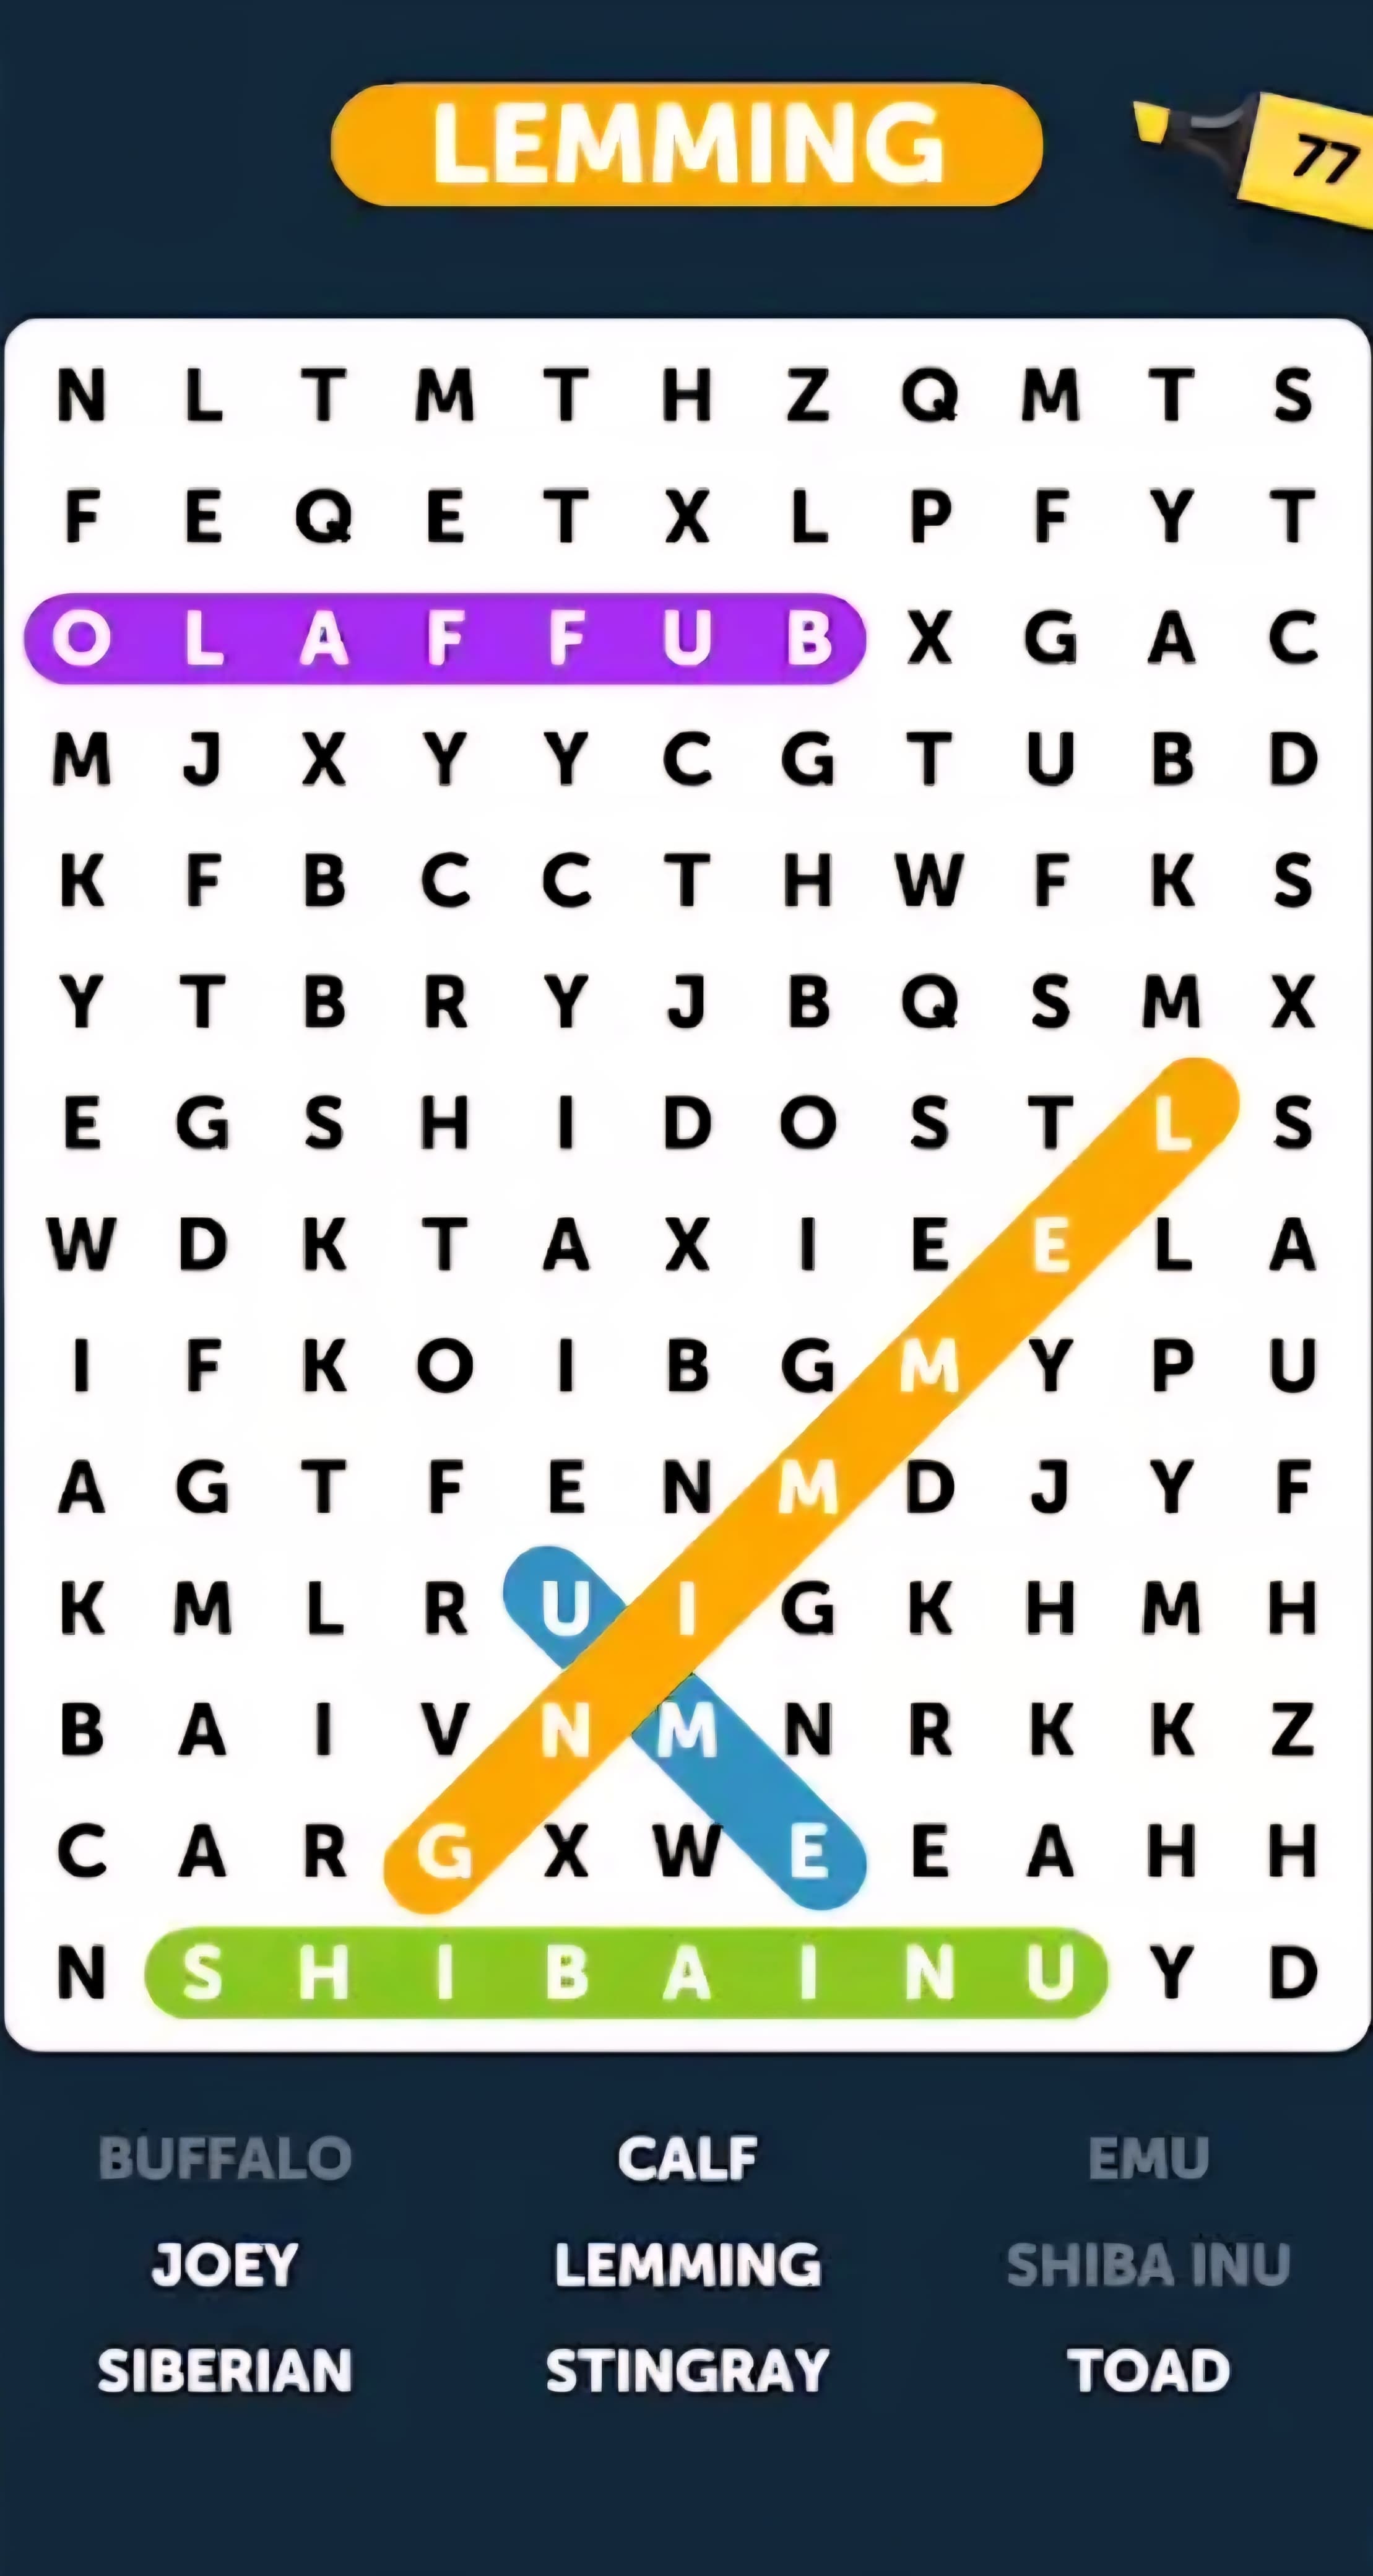 LEMMING
77
N L T M T H Z Q M T S
F E Q E T X L P F Y T
O L A F F U B X G A C
M J X Y Y C G T U B D
K F B C C T H W F K S
Y T B R Y J B Q S M X
E G S H I D O S T L S
W D K T A X I E E L A
I F K O I B G M Y P U
A G T F E N M D J Y F
K M L R U I G K H M H
B A I V N M N R K K Z
C A R G X W E E A H H
N S H I B A I N U Y D
BUFFALO CALF EMU
JOEY LEMMING SHIBA INU
SIBERIAN STINGRAY TOAD